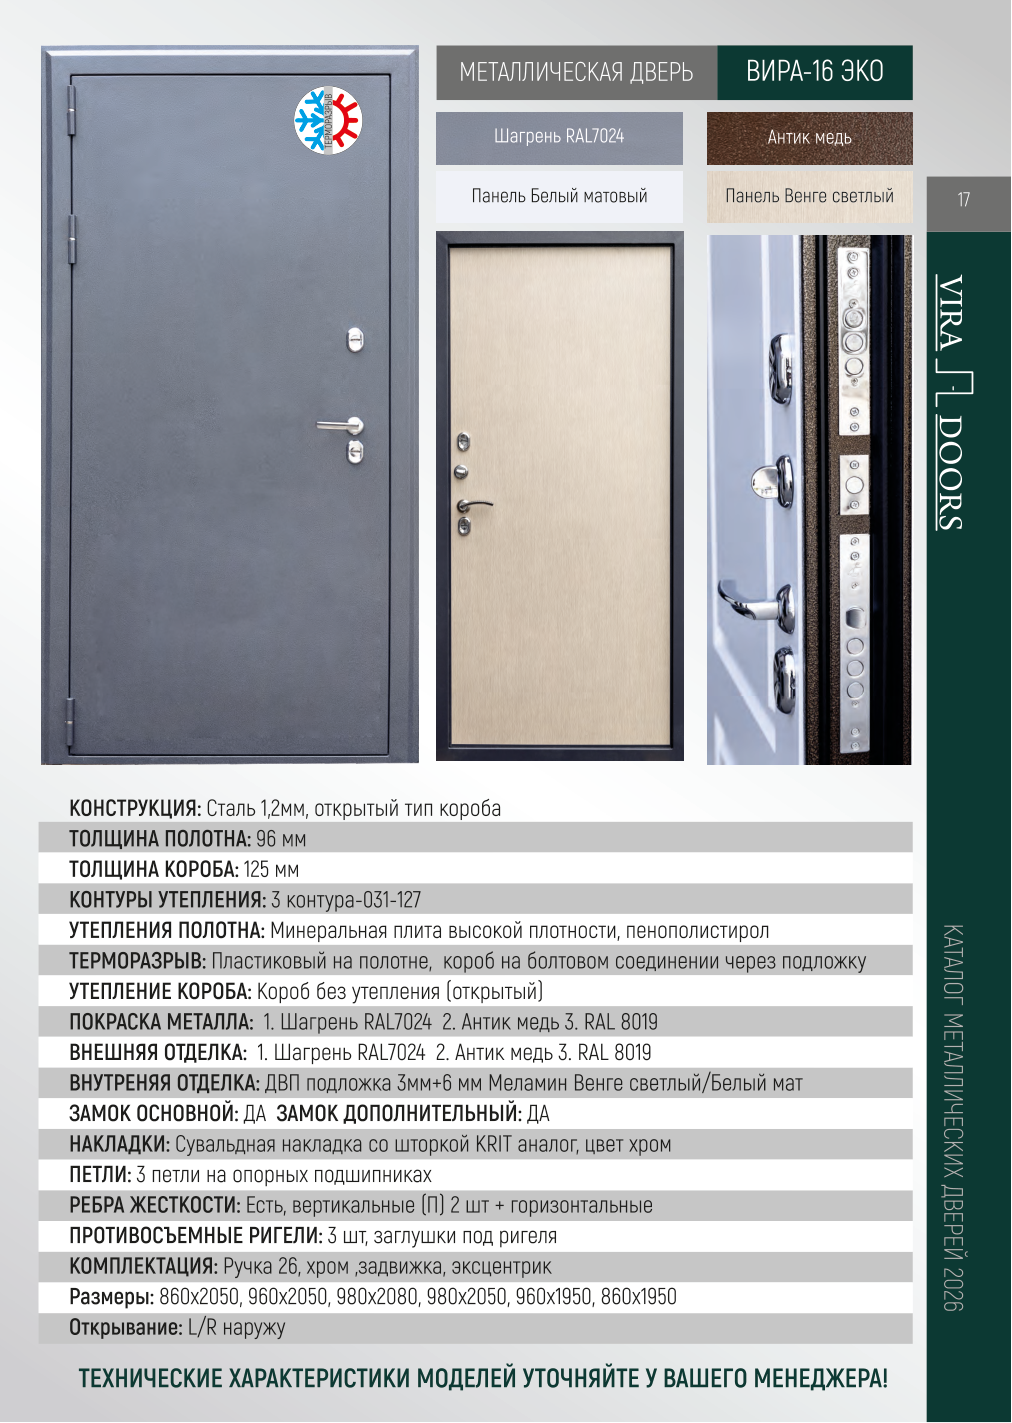 МЕТАЛЛИЧЕСКАЯ ДВЕРЬ ВИРА-16 ЭКО
ТЕРМОРАЗРЫВ
Шагрень RAL7024
Антик медь
Панель Белый матовый
Панель Венге светлый
17
VIRA DOORS
КОНСТРУКЦИЯ: Сталь 1,2мм, открытый тип короба
ТОЛЩИНА ПОЛОТНА: 96 мм
ТОЛЩИНА КОРОБА: 125 мм
КОНТУРЫ УТЕПЛЕНИЯ: 3 контура-031-127
УТЕПЛЕНИЯ ПОЛОТНА: Минеральная плита высокой плотности, пенополистирол
ТЕРМОРАЗРЫВ: Пластиковый на полотне, короб на болтовом соединении через подложку
УТЕПЛЕНИЕ КОРОБА: Короб без утепления (открытый)
ПОКРАСКА МЕТАЛЛА: 1. Шагрень RAL7024 2. Антик медь 3. RAL 8019
ВНЕШНЯЯ ОТДЕЛКА: 1. Шагрень RAL7024 2. Антик медь 3. RAL 8019
ВНУТРЕНЯЯ ОТДЕЛКА: ДВП подложка 3мм+6 мм Меламин Венге светлый/Белый мат
ЗАМОК ОСНОВНОЙ: ДА ЗАМОК ДОПОЛНИТЕЛЬНЫЙ: ДА
НАКЛАДКИ: Сувальдная накладка со шторкой KRIT аналог, цвет хром
ПЕТЛИ: 3 петли на опорных подшипниках
РЕБРА ЖЕСТКОСТИ: Есть, вертикальные (П) 2 шт + горизонтальные
ПРОТИВОСЪЕМНЫЕ РИГЕЛИ: 3 шт, заглушки под ригеля
КОМПЛЕКТАЦИЯ: Ручка 26, хром ,задвижка, эксцентрик
Размеры: 860х2050, 960х2050, 980х2080, 980х2050, 960х1950, 860х1950
Открывание: L/R наружу
КАТАЛОГ МЕТАЛЛИЧЕСКИХ ДВЕРЕЙ 2026
ТЕХНИЧЕСКИЕ ХАРАКТЕРИСТИКИ МОДЕЛЕЙ УТОЧНЯЙТЕ У ВАШЕГО МЕНЕДЖЕРА!